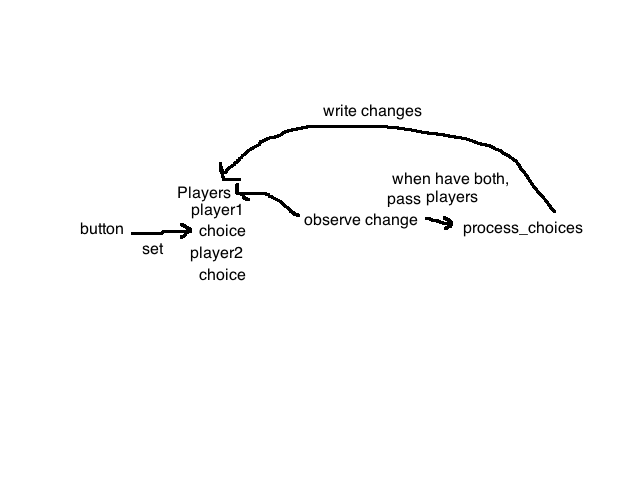 write changes
when have both,
pass players
Players
player1
button
choice
set
player2
choice
observe change
process_choices